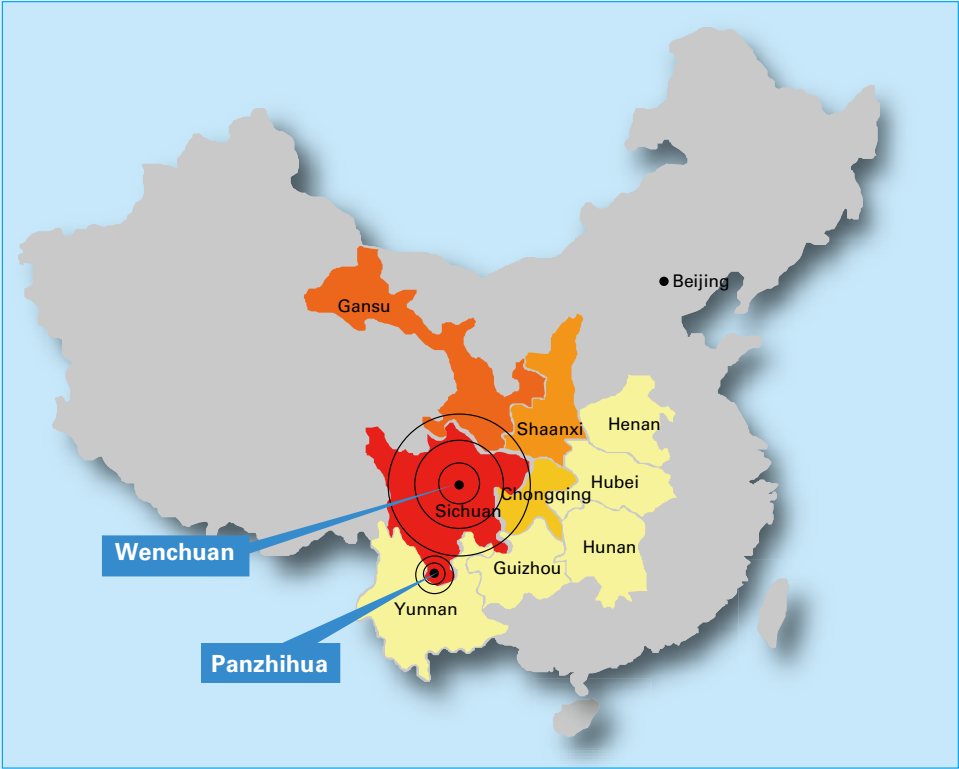 Beijing
Gansu
Shaanxi
Henan
Chongqing
Hubei
Sichuan
Wenchuan
Hunan
Guizhou
Yunnan
Panzhihua